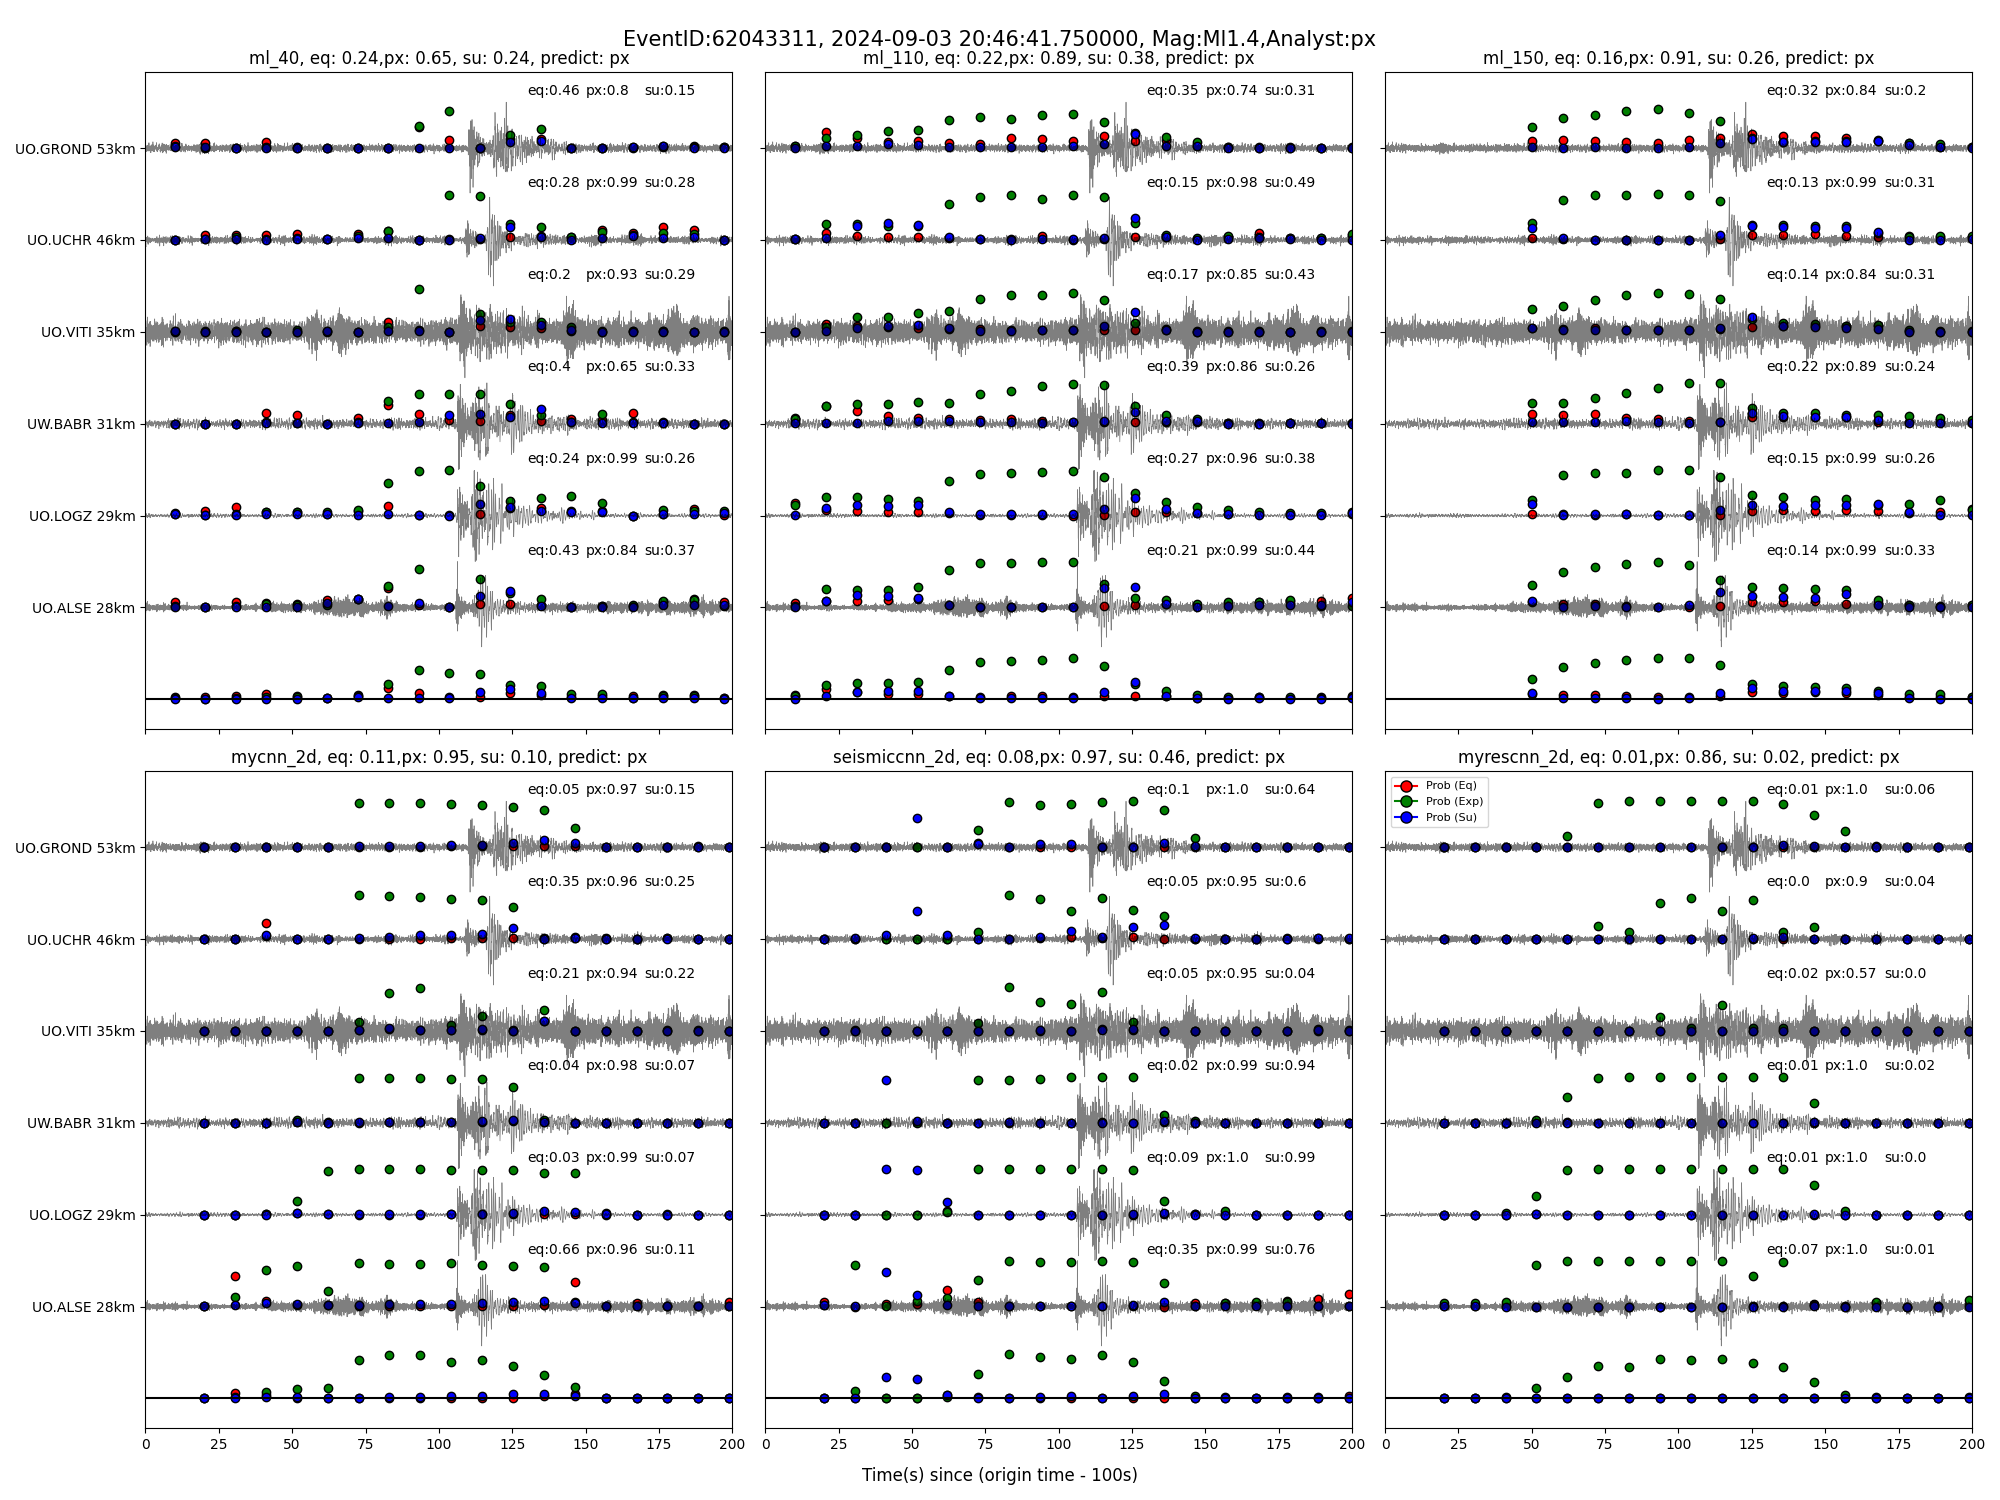 EventID:62043311, 2024-09-03 20:46:41.750000, Mag:Ml1.4,Analyst:px
ml_40, eq: 0.24,px: 0.65, su: 0.24, predict: px
eq:0.46 px:0.8 su:0.15
UO.GROND 53km
eq:0.28 px:0.99 su:0.28
UO.UCHR 46km
eq:0.2 px:0.93 su:0.29
UO.VITI 35km
eq:0.4 px:0.65 su:0.33
UW.BABR 31km
eq:0.24 px:0.99 su:0.26
UO.LOGZ 29km
eq:0.43 px:0.84 su:0.37
UO.ALSE 28km
ml_110, eq: 0.22,px: 0.89, su: 0.38, predict: px
eq:0.35 px:0.74 su:0.31
eq:0.15 px:0.98 su:0.49
eq:0.17 px:0.85 su:0.43
eq:0.39 px:0.86 su:0.26
eq:0.27 px:0.96 su:0.38
eq:0.21 px:0.99 su:0.44
ml_150, eq: 0.16,px: 0.91, su: 0.26, predict: px
eq:0.32 px:0.84 su:0.2
eq:0.13 px:0.99 su:0.31
eq:0.14 px:0.84 su:0.31
eq:0.22 px:0.89 su:0.24
eq:0.15 px:0.99 su:0.26
eq:0.14 px:0.99 su:0.33
mycnn_2d, eq: 0.11,px: 0.95, su: 0.10, predict: px
eq:0.05 px:0.97 su:0.15
UO.GROND 53km
eq:0.35 px:0.96 su:0.25
UO.UCHR 46km
eq:0.21 px:0.94 su:0.22
UO.VITI 35km
eq:0.04 px:0.98 su:0.07
UW.BABR 31km
eq:0.03 px:0.99 su:0.07
UO.LOGZ 29km
eq:0.66 px:0.96 su:0.11
UO.ALSE 28km
0 25 50 75 100 125 150 175 200
seismiccnn_2d, eq: 0.08,px: 0.97, su: 0.46, predict: px
eq:0.1 px:1.0 su:0.64
eq:0.05 px:0.95 su:0.6
eq:0.05 px:0.95 su:0.04
eq:0.02 px:0.99 su:0.94
eq:0.09 px:1.0 su:0.99
eq:0.35 px:0.99 su:0.76
0 25 50 75 100 125 150 175 200
myrescnn_2d, eq: 0.01,px: 0.86, su: 0.02, predict: px
Prob (Eq)
Prob (Exp)
Prob (Su)
eq:0.01 px:1.0 su:0.06
eq:0.0 px:0.9 su:0.04
eq:0.02 px:0.57 su:0.0
eq:0.01 px:1.0 su:0.02
eq:0.01 px:1.0 su:0.0
eq:0.07 px:1.0 su:0.01
0 25 50 75 100 125 150 175 200
Time(s) since (origin time - 100s)